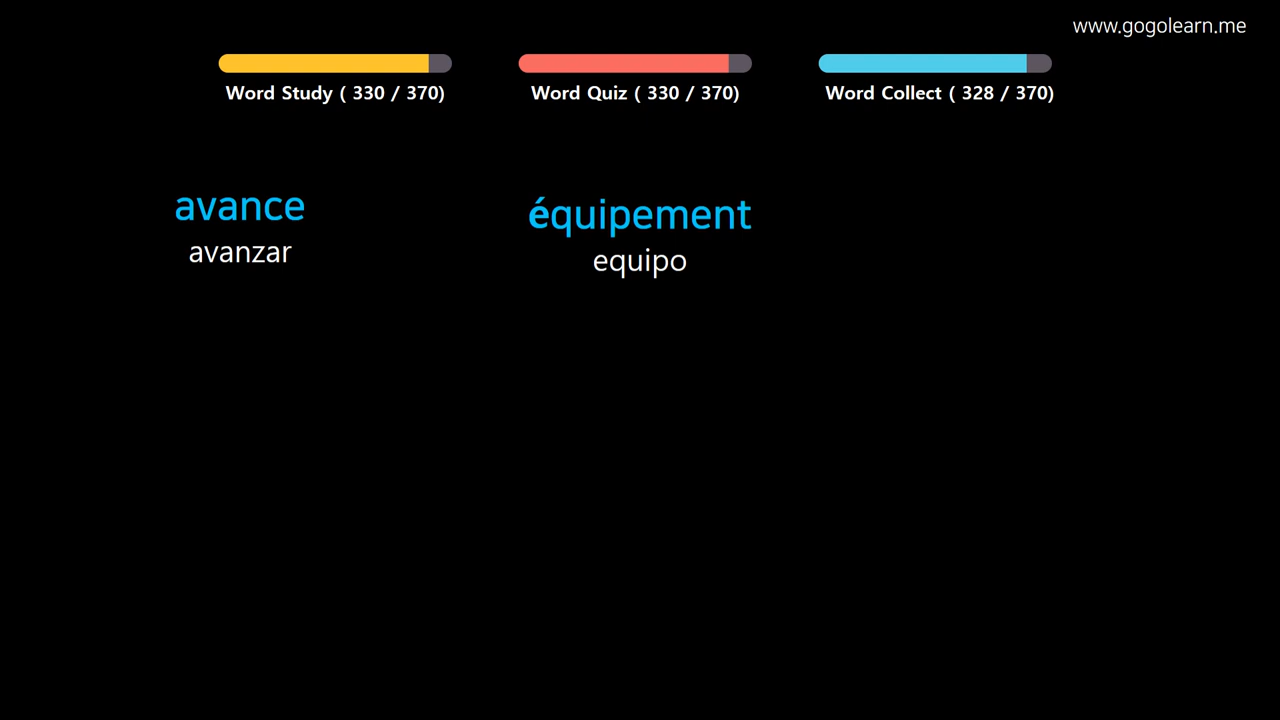 www.gogolearn.me
Word Study ( 330 / 370)
Word Quiz ( 330 / 370)
Word Collect ( 328 / 370)
avance
avanzar
équipement
equipo